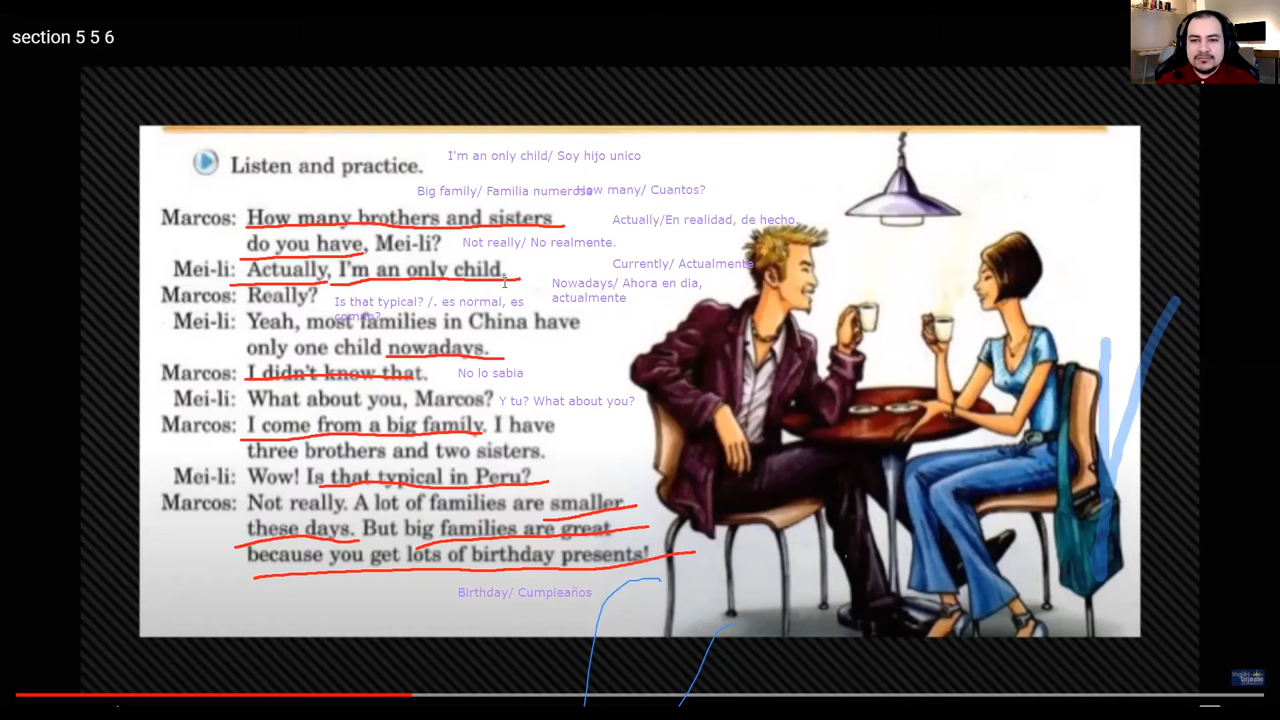 section 5 5 6
Listen and practice.
I'm an only child/ Soy hijo unico
Big family/ Familia numerosa
How many/ Cuantos?
Marcos: How many brothers and sisters
Actually/En realidad, de hecho.
do you have, Mei-li?
Not really/ No realmente.
Mei-li: Actually, I'm an only child.
Currently/ Actualmente
Marcos: Really?
Nowadays/ Ahora en dia,
actualmente
Is that typical? /. es normal, es
comun?
Mei-li: Yeah, most families in China have
only one child nowadays.
Marcos: I didn't know that.
No lo sabia
Mei-li: What about you, Marcos?
Y tu? What about you?
Marcos: I come from a big family. I have
three brothers and two sisters.
Mei-li: Wow! Is that typical in Peru?
Marcos: Not really. A lot of families are smaller
these days. But big families are great
because you get lots of birthday presents!
Birthday/ Cumpleaños